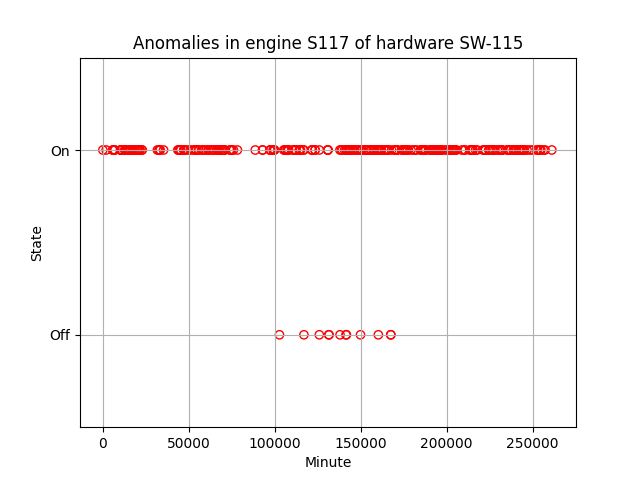 Anomalies in engine S117 of hardware SW-115
On
Off
State
0 50000 100000 150000 200000 250000
Minute